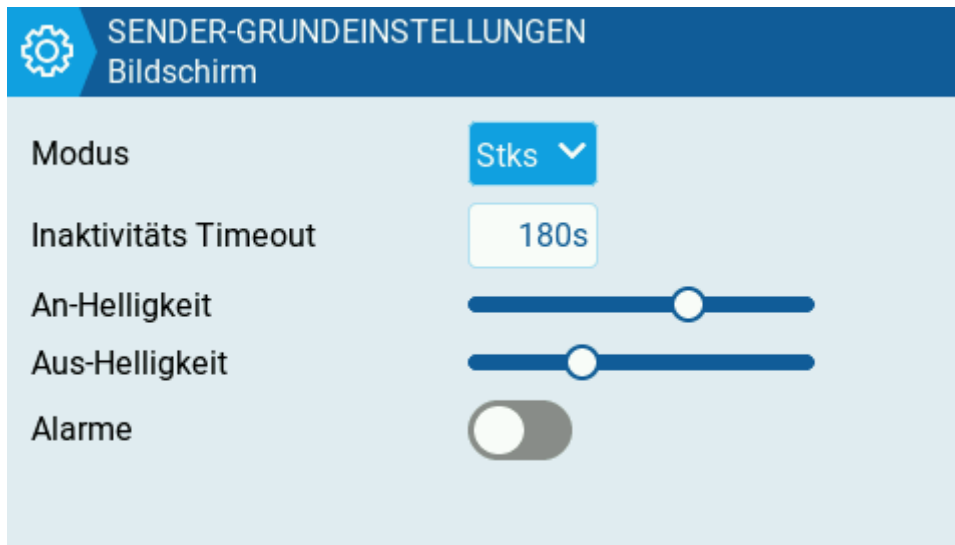 SENDER-GRUNDEINSTELLUNGEN
Bildschirm
Modus Stks
Inaktivitäts Timeout 180s
An-Helligkeit
Aus-Helligkeit
Alarme